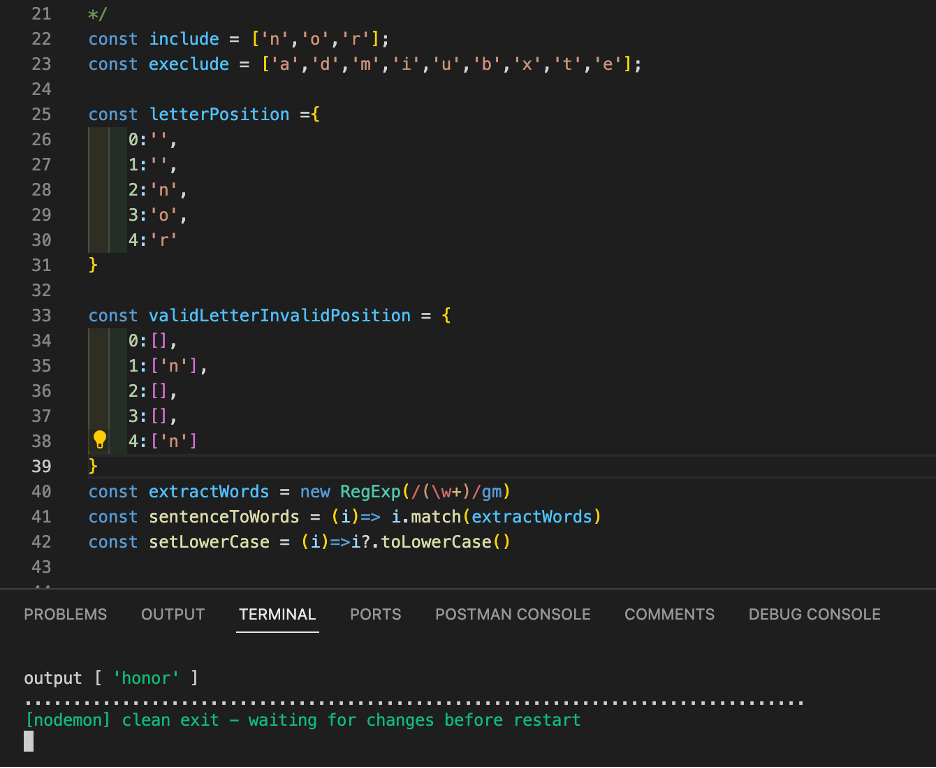 21 */
22 const include = ['n','o','r'];
23 const execlude = ['a','d','m','i','u','b','x','t','e'];
24
25 const letterPosition ={
26 0:'',
27 1:'',
28 2:'n',
29 3:'o',
30 4:'r'
31 }
32
33 const validLetterInvalidPosition = {
34 0:[],
35 1:['n'],
36 2:[],
37 3:[],
38 4:['n']
39 }
40 const extractWords = new RegExp(/(\w+)/gm)
41 const sentenceToWords = (i)=> i.match(extractWords)
42 const setLowerCase = (i)=>i?.toLowerCase()
43
PROBLEMS OUTPUT TERMINAL PORTS POSTMAN CONSOLE COMMENTS DEBUG CONSOLE
output [ 'honor' ]
..........................................................................
[nodemon] clean exit - waiting for changes before restart